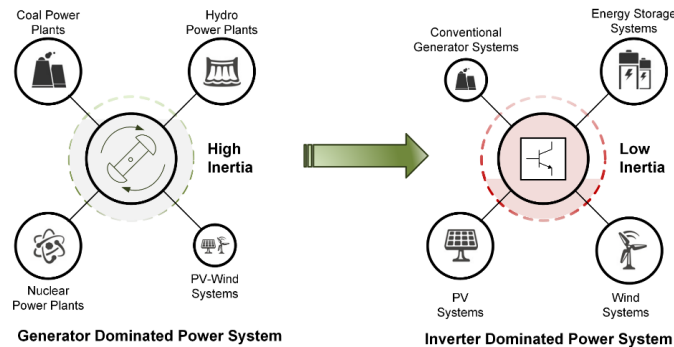 Coal Power
Plants
Hydro
Power Plants
High
Inertia
Nuclear
Power Plants
PV-Wind
Systems
Generator Dominated Power System
Conventional
Generator Systems
Energy Storage
Systems
Low
Inertia
PV
Systems
Wind
Systems
Inverter Dominated Power System